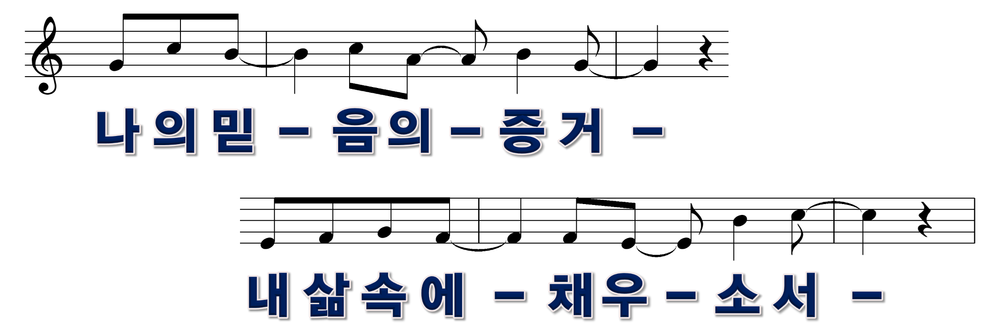 나의믿 – 음의 – 증거 –
내삶속에 – 채우 – 소서 –